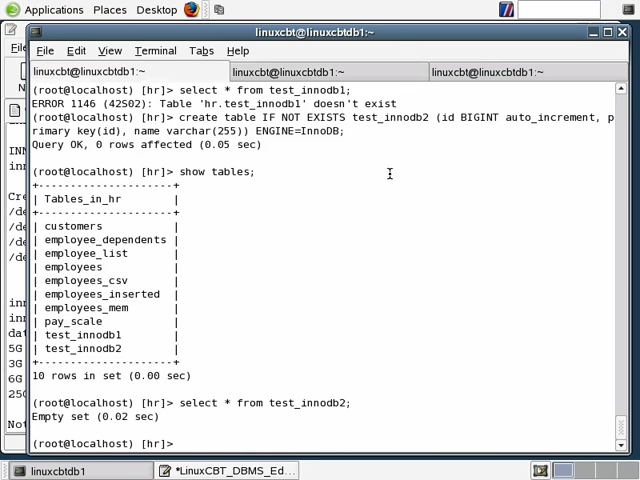 Applications Places Desktop
linuxcbt@linuxcbtdb1:~
File Edit View Terminal Tabs Help
linuxcbt@linuxcbtdb1:~ linuxcbt@linuxcbtdb1:~ linuxcbt@linuxcbtdb1:~
(root@localhost) [hr]> select * from test_innodb1;
ERROR 1146 (42S02): Table 'hr.test_innodb1' doesn't exist
(root@localhost) [hr]> create table IF NOT EXISTS test_innodb2 (id BIGINT auto_increment, p
rimary key(id), name varchar(255)) ENGINE=InnoDB;
Query OK, 0 rows affected (0.05 sec)
(root@localhost) [hr]> show tables;
+---------------------+
| Tables_in_hr |
+---------------------+
| customers |
| employee_dependents |
| employee_list |
| employees |
| employees_csv |
| employees_inserted |
| employees_mem |
| pay_scale |
| test_innodb1 |
| test_innodb2 |
+---------------------+
10 rows in set (0.00 sec)
(root@localhost) [hr]> select * from test_innodb2;
Empty set (0.02 sec)
(root@localhost) [hr]>
linuxcbtdb1 *LinuxCBT_DBMS_Ed...